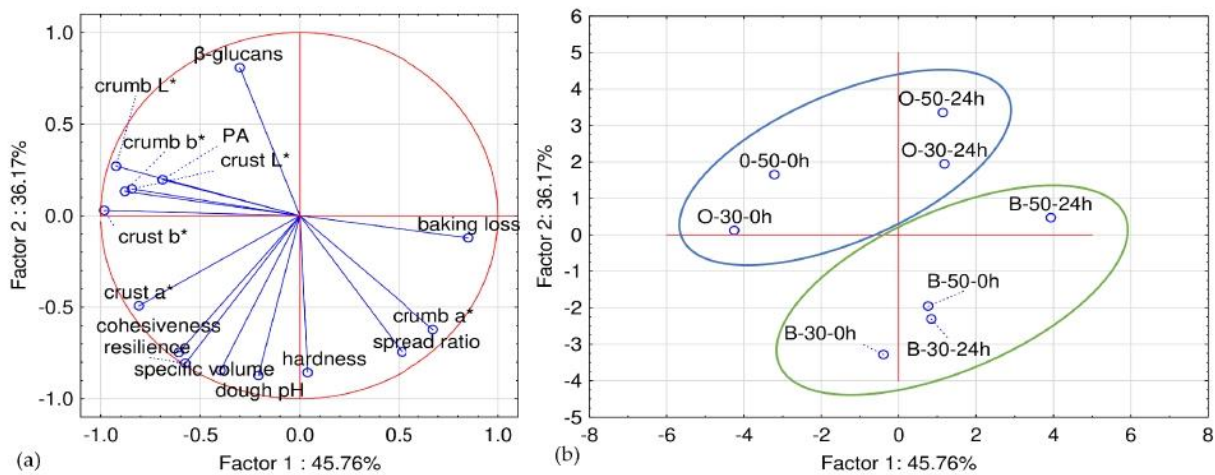 1.0
β-glucans
crumb L*
crumb b*
PA
crust L*
0.5
0.0
crust b*
baking loss
crust a*
-0.5
cohesiveness
crumb a*
resilience
spread ratio
specific volume
hardness
dough pH
-1.0
-1.0
-0.5
0.0
0.5
1.0
Factor 2 : 36.17%
(a)
Factor 1 : 45.76%
6
5
4
3
2
1
0
-1
-2
-3
-4
-5
O-50-24h
O-30-24h
0-50-0h
B-50-24h
O-30-0h
B-50-0h
B-30-0h
B-30-24h
-8
-6
-4
-2
0
2
4
6
8
Factor 2: 36.17%
(b)
Factor 1: 45.76%